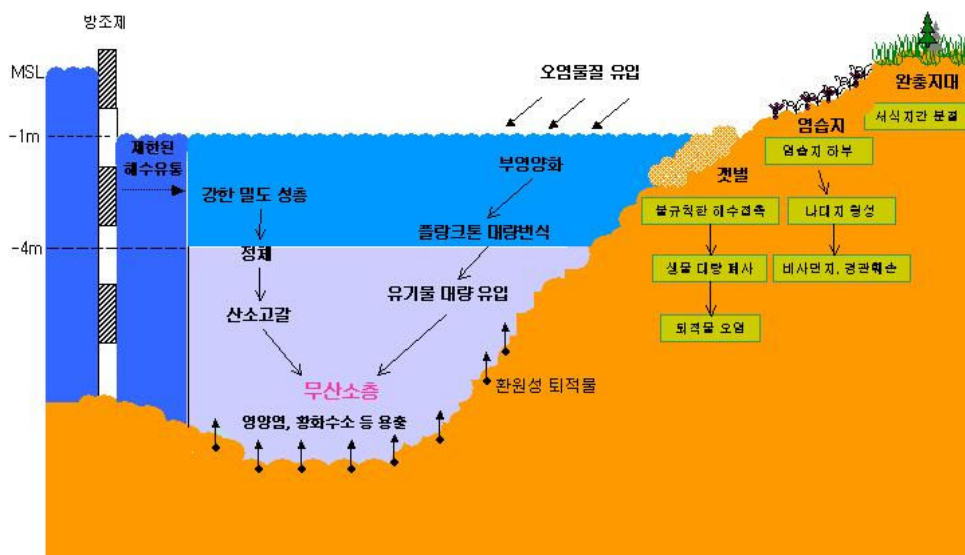 방조제
MSL
오염물질 유입
완충지대
서식지간 분절
-1m
제한된
해수유통
염습지
염습지 하부
부영양화
갯벌
강한 밀도 성층
불규칙한 해수접촉
나대지 형성
플랑크톤 대량번식
-4m
정체
생물 대량 폐사
비사먼지, 경관훼손
유기물 대량 유입
산소고갈
퇴적물 오염
무산소층
환원성 퇴적물
영양염, 황화수소 등 용출